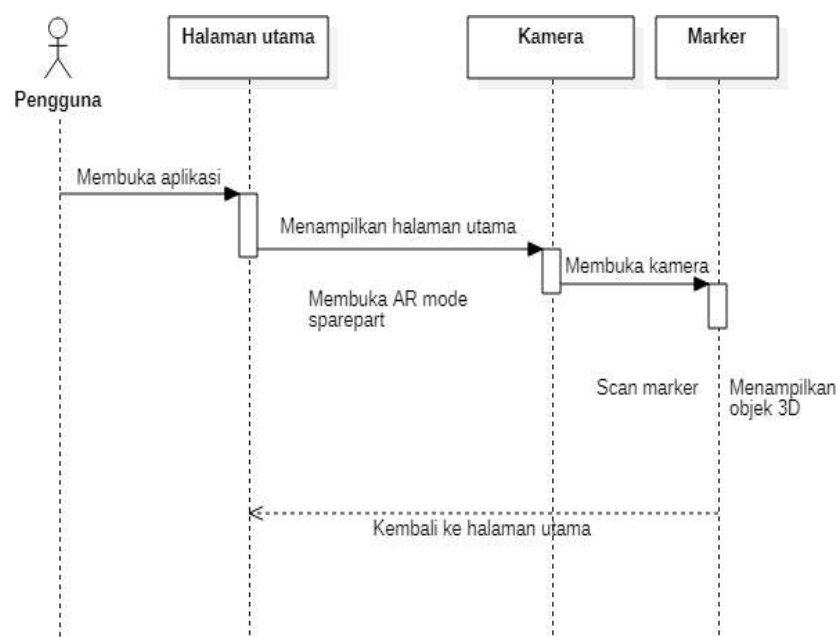 Halaman utama
Kamera
Marker
Pengguna
Membuka aplikasi
Menampilkan halaman utama
Membuka kamera
Membuka AR mode
sparepart
Scan marker
Menampilkan
objek 3D
Kembali ke halaman utama